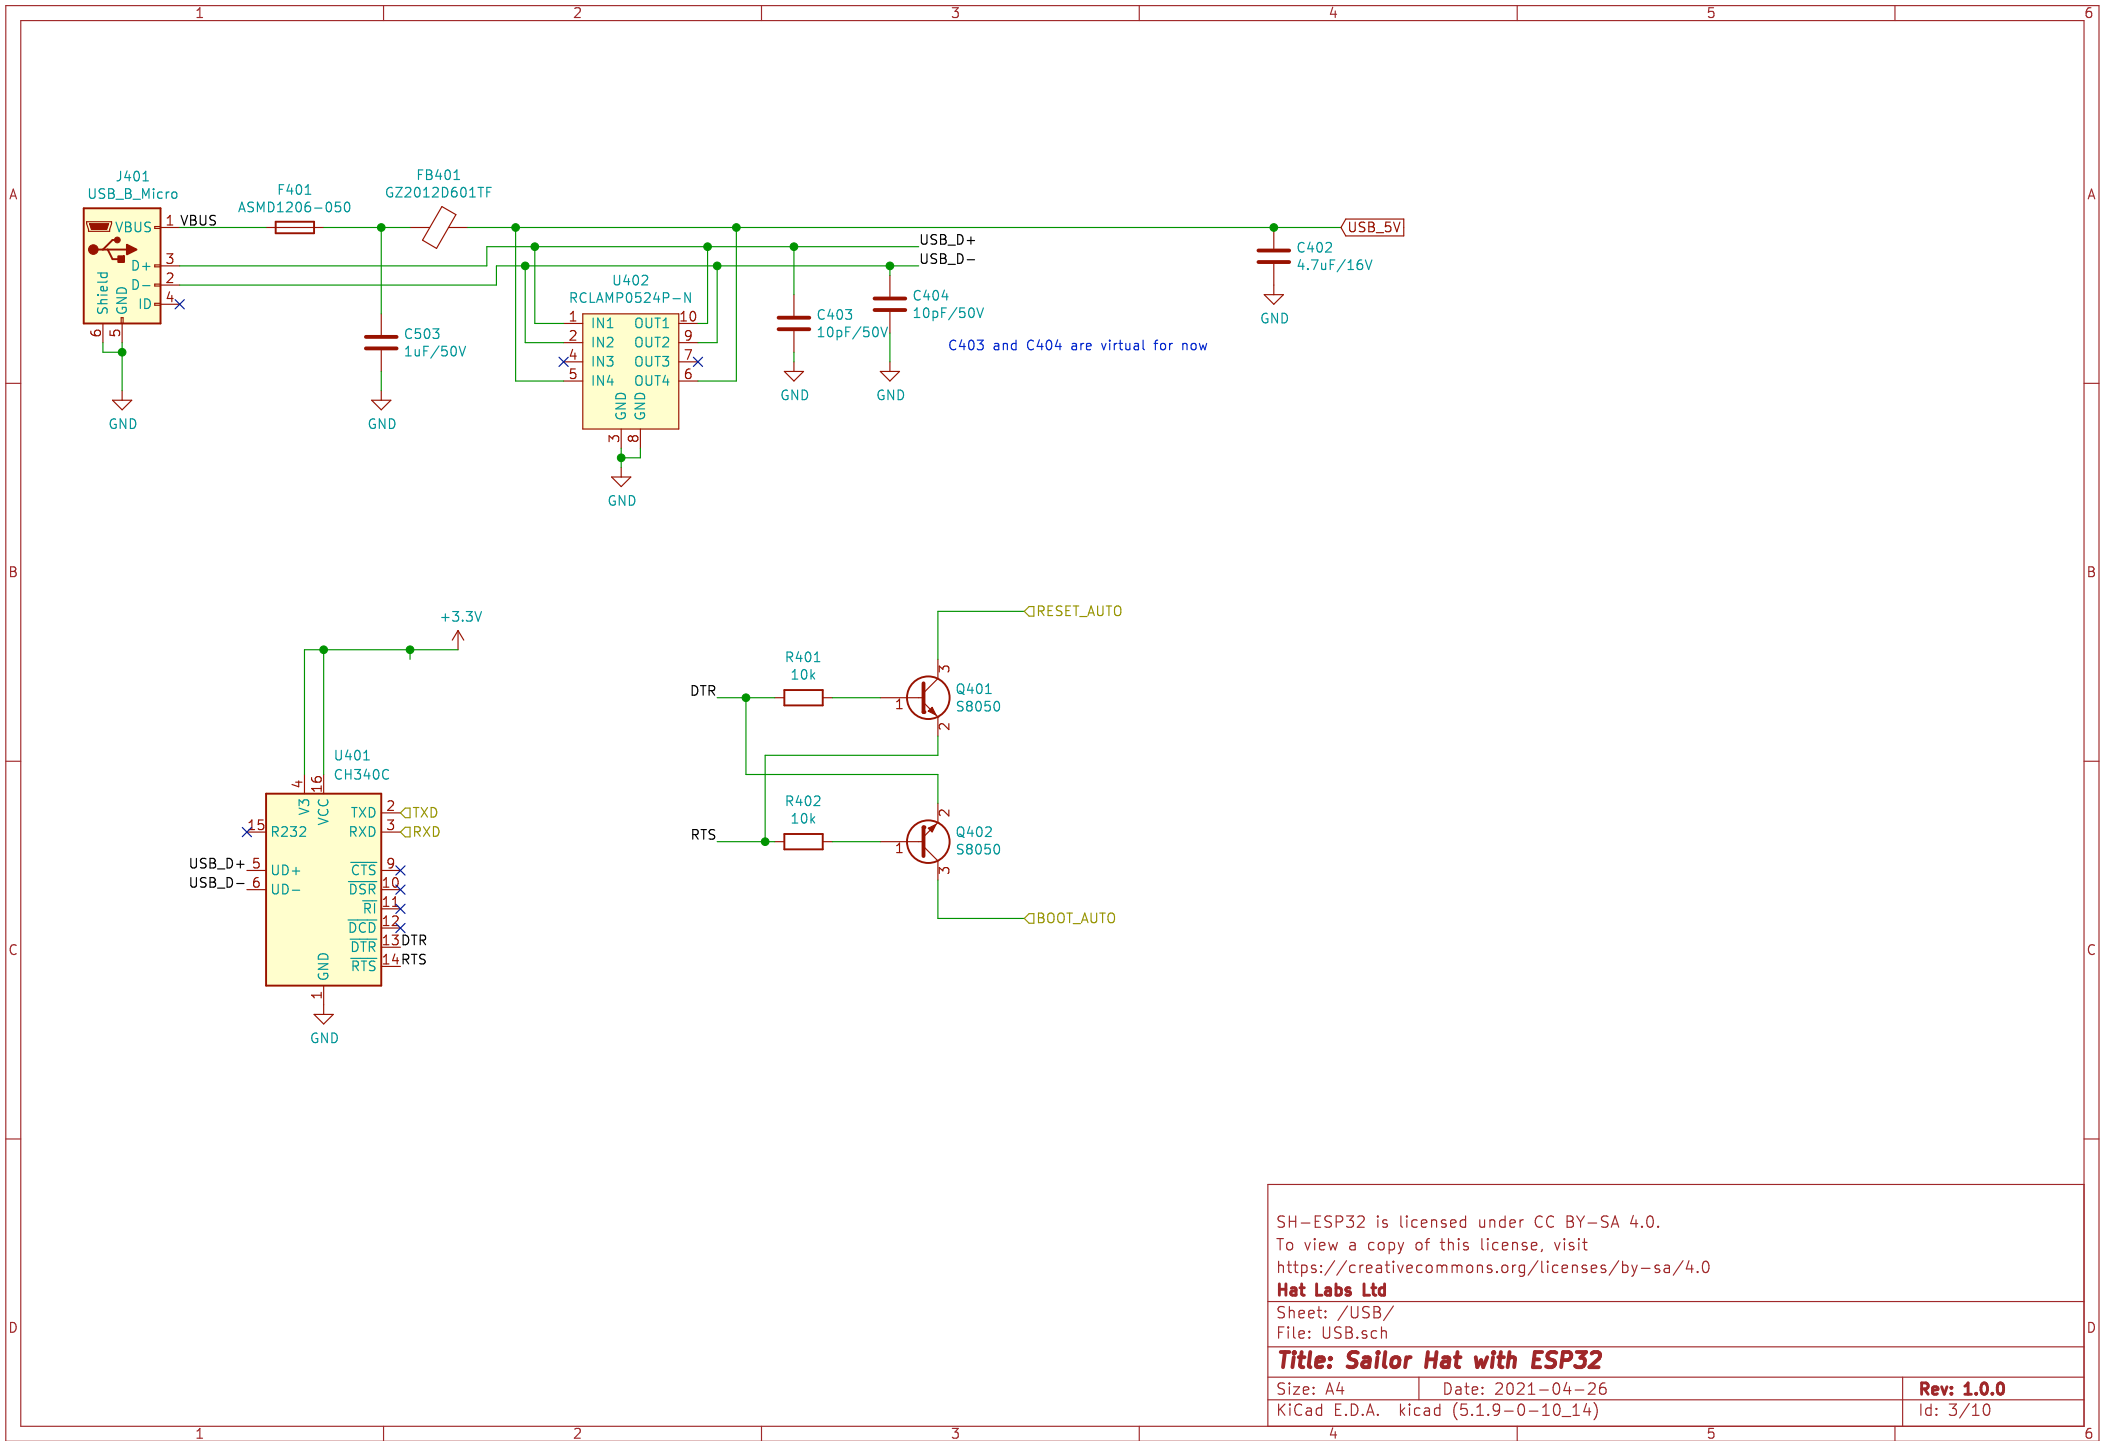 1 2 3 4 5 6
A
A
B
B
C
C
D
D
J401
USB_B_Micro
VBUS
D+
D-
ID
Shield
GND
1
3
2
4
6
5
VBUS
GND
F401
ASMD1206-050
FB401
GZ2012D601TF
C503
1uF/50V
GND
U402
RCLAMP0524P-N
1 IN1 OUT1 10
2 IN2 OUT2 9
4 IN3 OUT3 7
5 IN4 OUT4 6
GND GND
3 8
GND
USB_D+
USB_D-
C403
10pF/50V
GND
C404
10pF/50V
GND
C403 and C404 are virtual for now
USB_5V
C402
4.7uF/16V
GND
+3.3V
U401
CH340C
4 16
V3 VCC
15 R232
USB_D+ 5 UD+
USB_D- 6 UD-
TXD 2 TXD
RXD 3 RXD
CTS 9
DSR 10
RI 11
DCD 12
DTR 13 DTR
RTS 14 RTS
GND
1
GND
RESET_AUTO
DTR
R401
10k
1
3
2
Q401
S8050
RTS
R402
10k
1
2
3
Q402
S8050
BOOT_AUTO
SH-ESP32 is licensed under CC BY-SA 4.0.
To view a copy of this license, visit
https://creativecommons.org/licenses/by-sa/4.0
Hat Labs Ltd
Sheet: /USB/
File: USB.sch
Title: Sailor Hat with ESP32
Size: A4 Date: 2021-04-26 Rev: 1.0.0
KiCad E.D.A. kicad (5.1.9-0-10_14) Id: 3/10
1 2 3 4 5 6